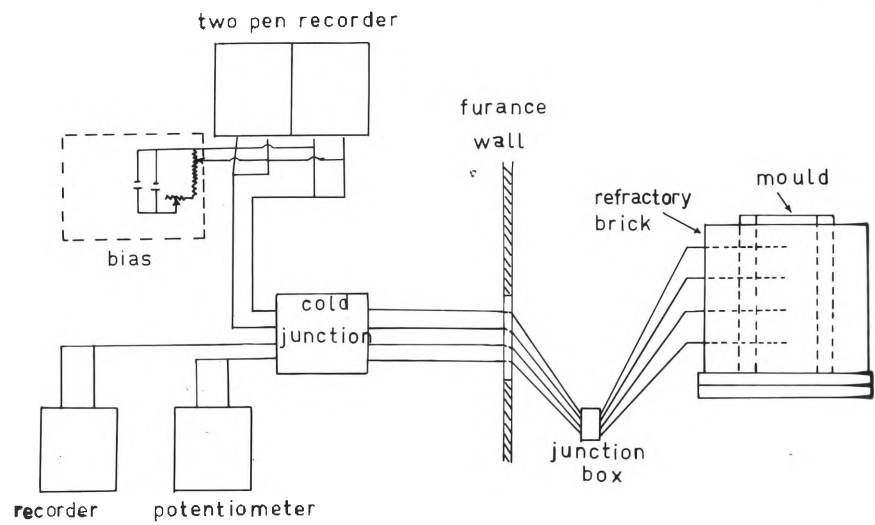 two pen recorder
furance
wall
mould
refractory
brick
bias
cold
junction
junction
box
recorder
potentiometer